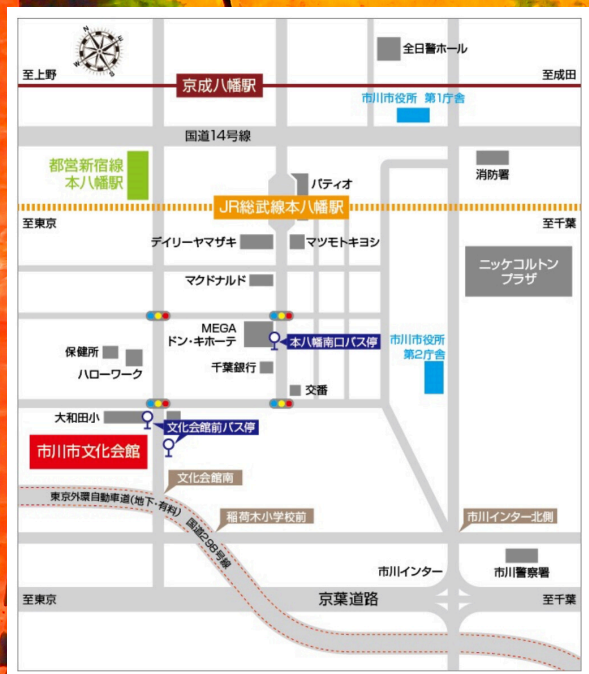 N
全日警ホール
至上野
京成八幡駅
至成田
市川市役所 第1庁舎
国道14号線
都営新宿線
本八幡駅
消防署
パティオ
JR総武線本八幡駅
至東京
至千葉
デイリーヤマザキ
マツモトキヨシ
ニッケコルトン
プラザ
マクドナルド
MEGA
ドン・キホーテ
本八幡南口バス停
市川市役所
第2庁舎
保健所
ハローワーク
千葉銀行
交番
大和田小
文化会館前バス停
市川市文化会館
文化会館南
東京外環自動車道(地下・有料)
国道298号線
稲荷木小学校前
市川インター北側
市川インター
市川警察署
至東京
京葉道路
至千葉